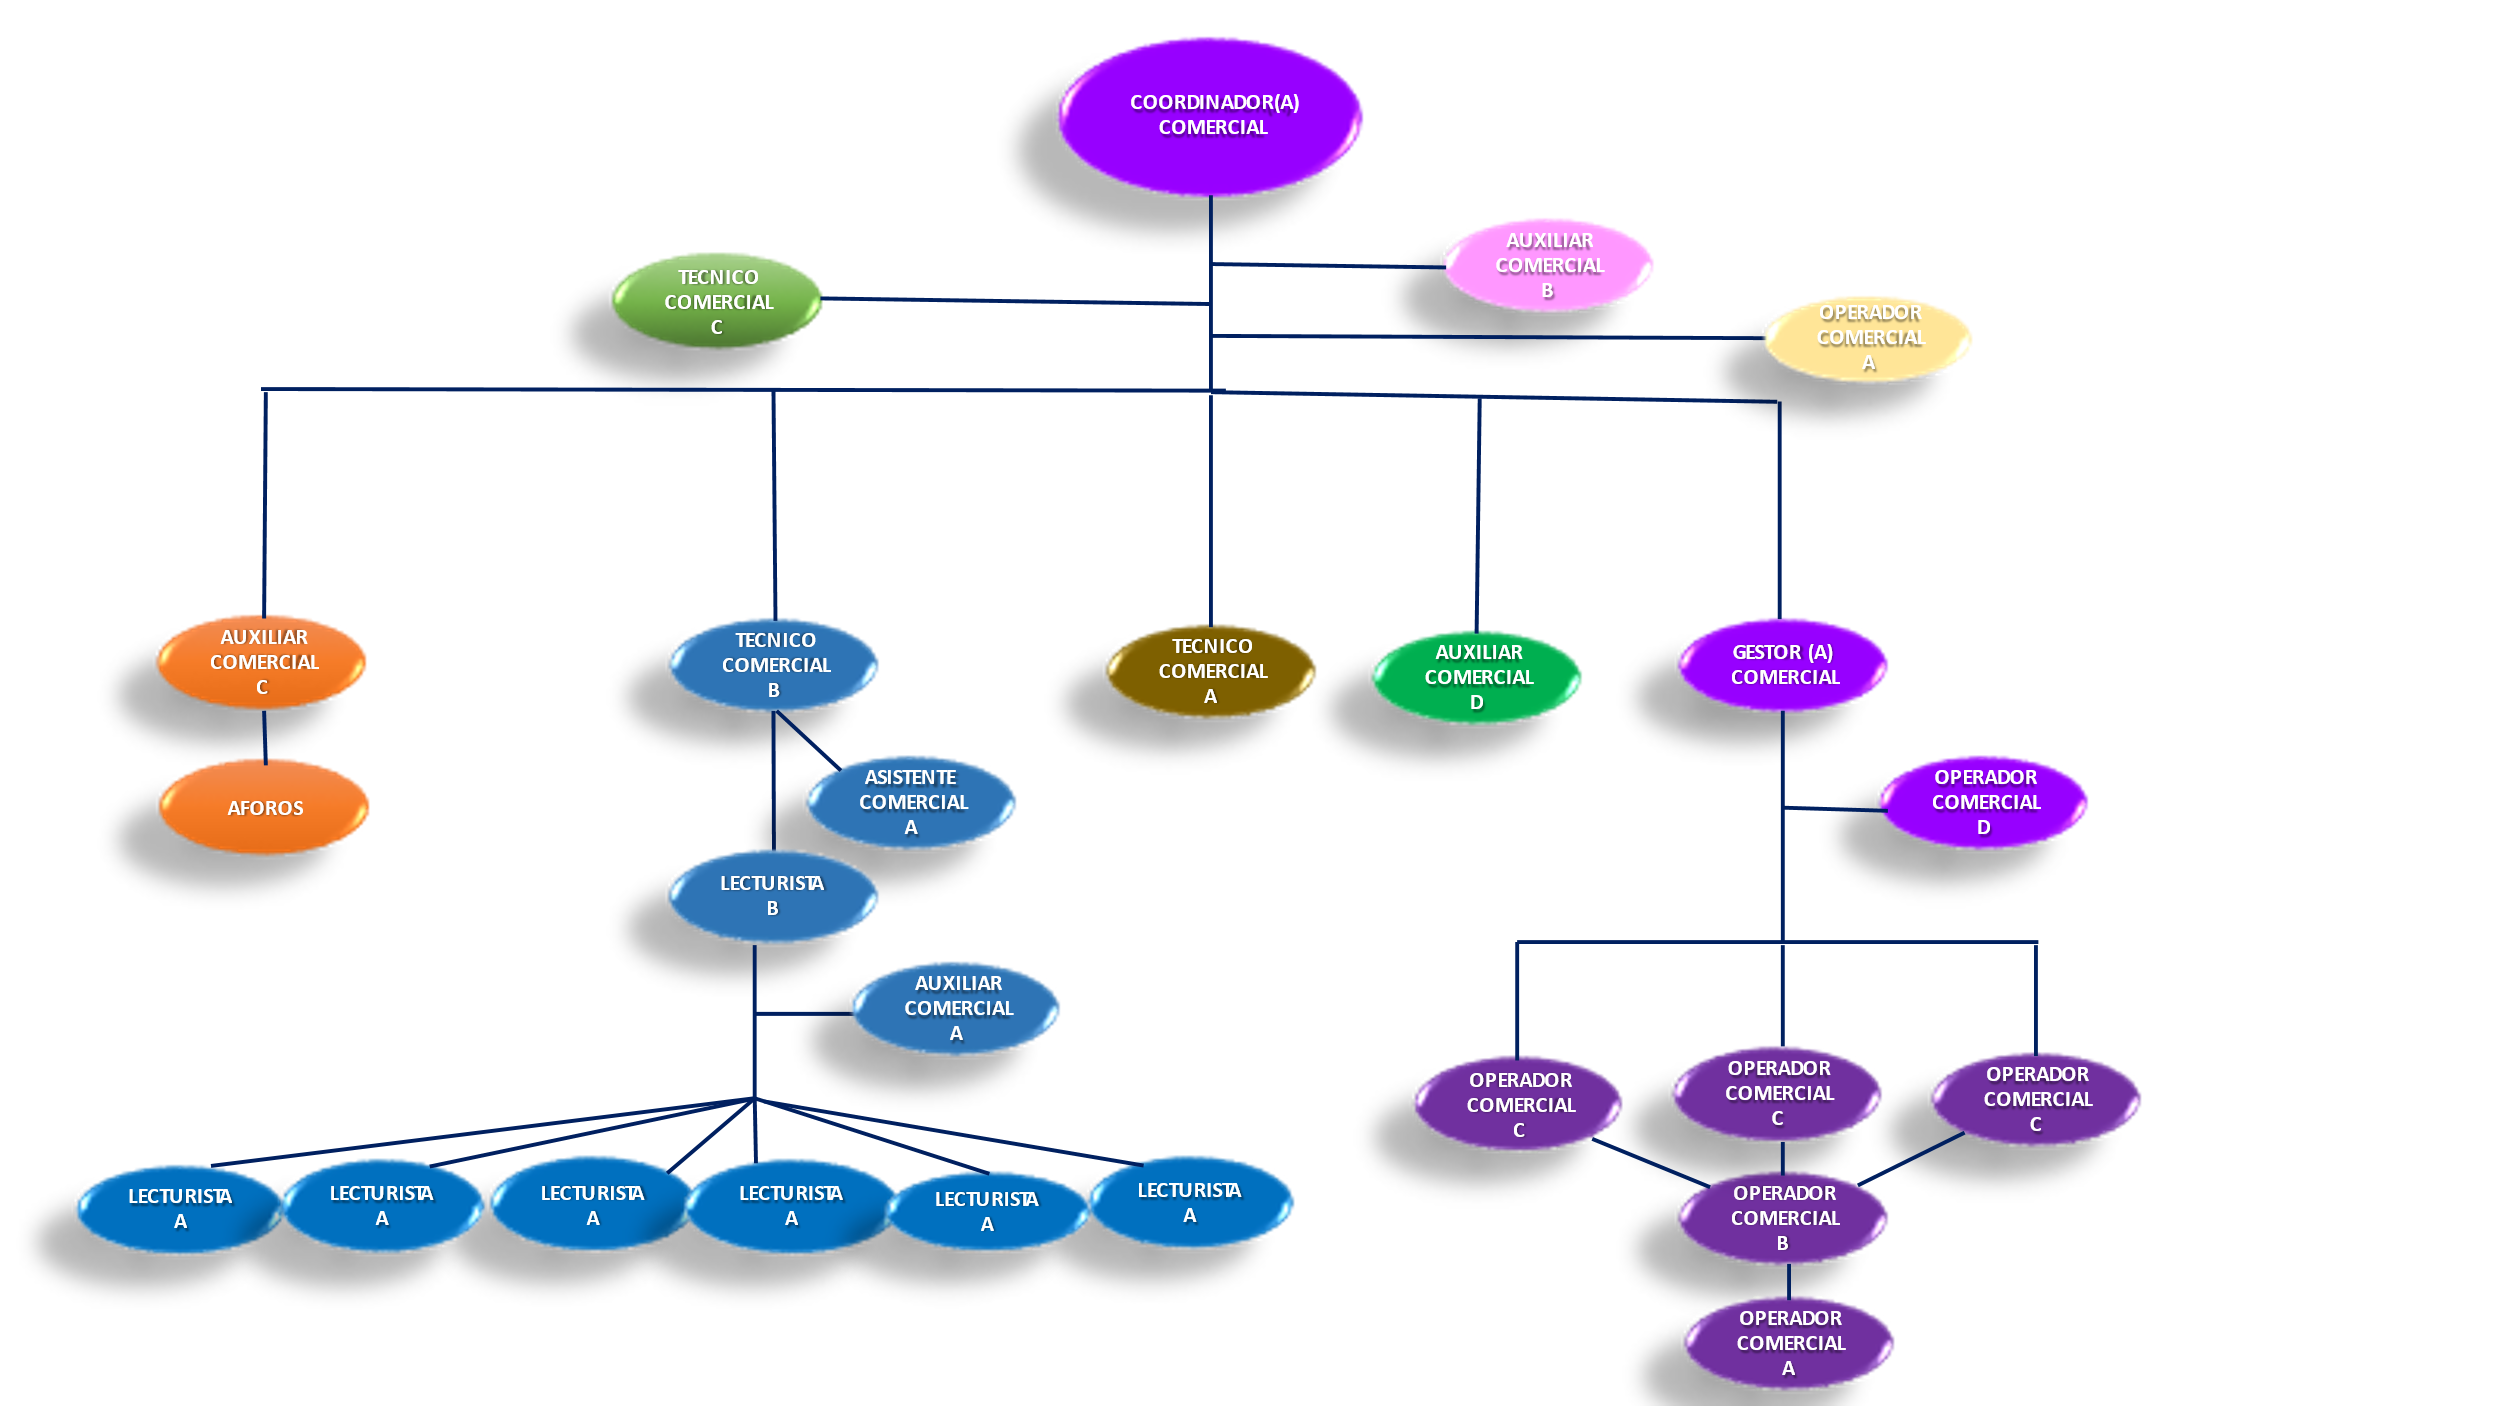 COORDINADOR(A)
COMERCIAL
AUXILIAR
COMERCIAL
B
TECNICO
COMERCIAL
C
OPERADOR
COMERCIAL
A
AUXILIAR
COMERCIAL
C
TECNICO
COMERCIAL
B
TECNICO
COMERCIAL
A
AUXILIAR
COMERCIAL
D
GESTOR (A)
COMERCIAL
AFOROS
ASISTENTE
COMERCIAL
A
OPERADOR
COMERCIAL
D
LECTURISTA
B
AUXILIAR
COMERCIAL
A
OPERADOR
COMERCIAL
C
OPERADOR
COMERCIAL
C
OPERADOR
COMERCIAL
C
LECTURISTA
A
LECTURISTA
A
LECTURISTA
A
LECTURISTA
A
LECTURISTA
A
LECTURISTA
A
OPERADOR
COMERCIAL
B
OPERADOR
COMERCIAL
A